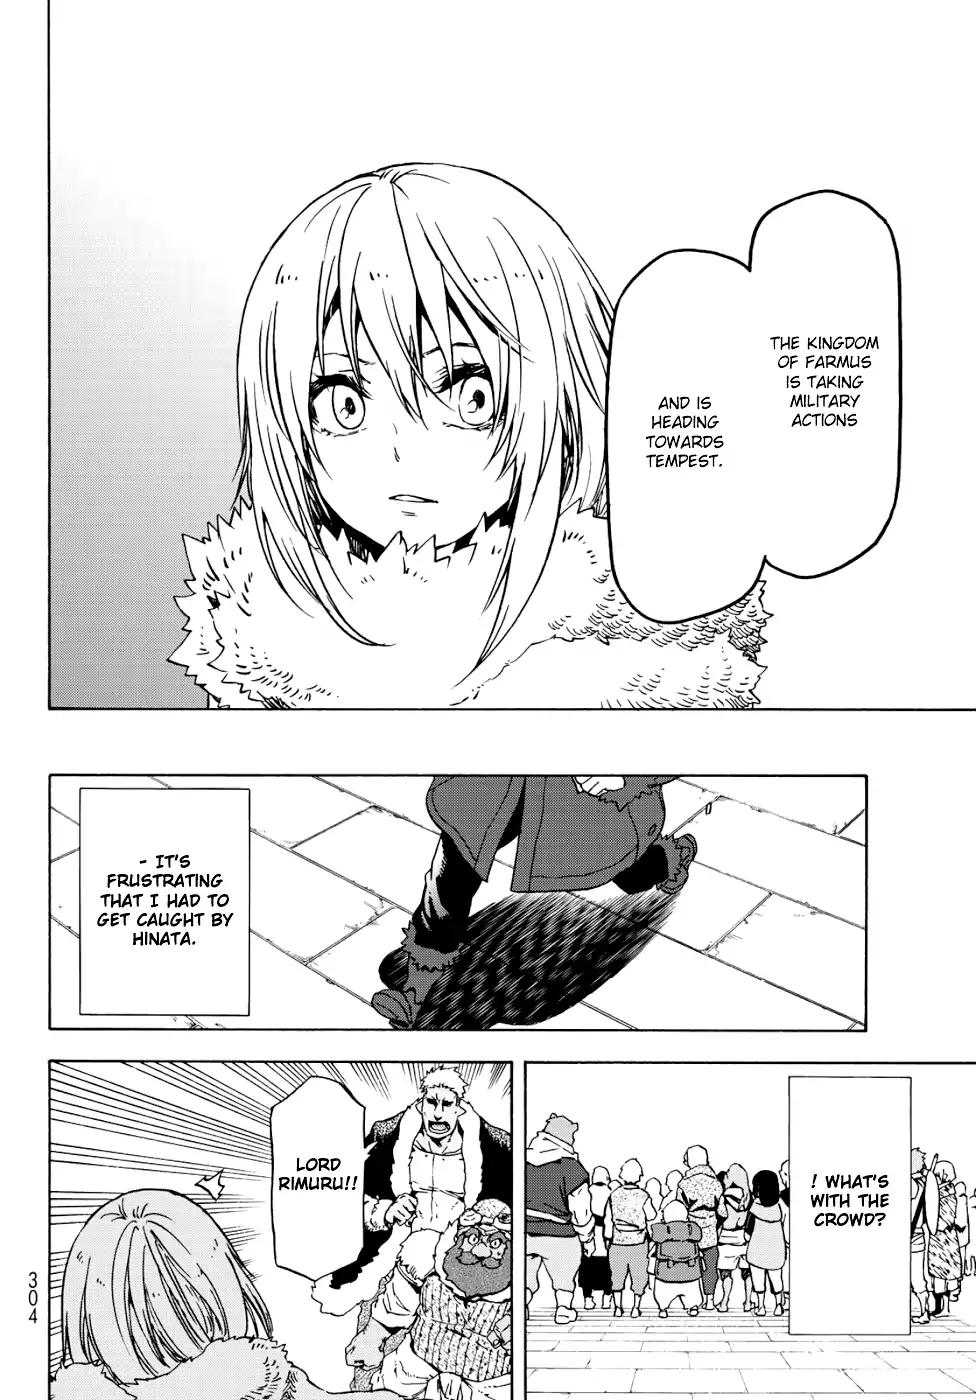 THE KINGDOM
OF FARMUS
IS TAKING
MILITARY
ACTIONS
AND IS
HEADING
TOWARDS
TEMPEST.
- IT'S
FRUSTRATING
THAT I HAD TO
GET CAUGHT BY
HINATA.
! WHAT'S
WITH THE
CROWD?
LORD
RIMURU!!
304